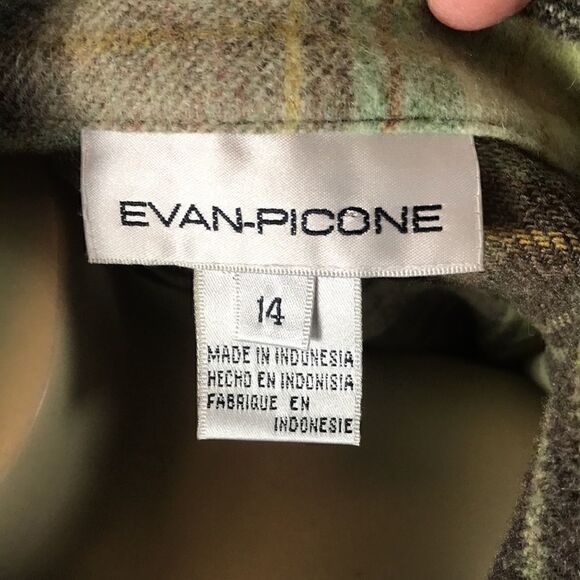 EVAN-PICONE
14
MADE IN INDONESIA
HECHO EN INDONISIA
FABRIQUE EN
INDONESIE